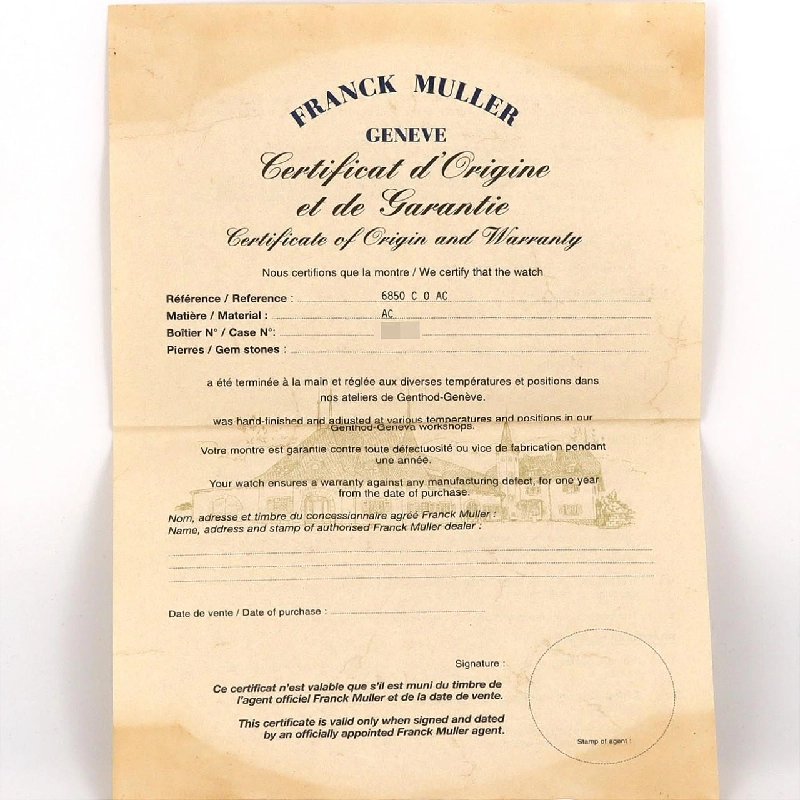 FRANCK MULLER
GENEVE
Certificat d'Origine
et de Garantie
Certificate of Origin and Warranty
Nous certifions que la montre / We certify that the watch
Référence / Reference : 6850 C O AC
Matière / Material : AC
Boîtier N° / Case N°:
Pierres / Gem stones :
a été terminée à la main et réglée aux diverses températures et positions dans
nos ateliers de Genthod-Genève.
was hand-finished and adjusted at various temperatures and positions in our
Genthod-Geneva workshops.
Votre montre est garantie contre toute défectuosité ou vice de fabrication pendant
une année.
Your watch ensures a warranty against any manufacturing defect, for one year
from the date of purchase.
Nom, adresse et timbre du concessionnaire agréé Franck Muller :
Name, address and stamp of authorised Franck Muller dealer :
Date de vente / Date of purchase :
Signature :
Ce certificat n'est valable que s'il est muni du timbre de
l'agent officiel Franck Muller et de la date de vente.
This certificate is valid only when signed and dated
by an officially appointed Franck Muller agent.
Stamp of agent :